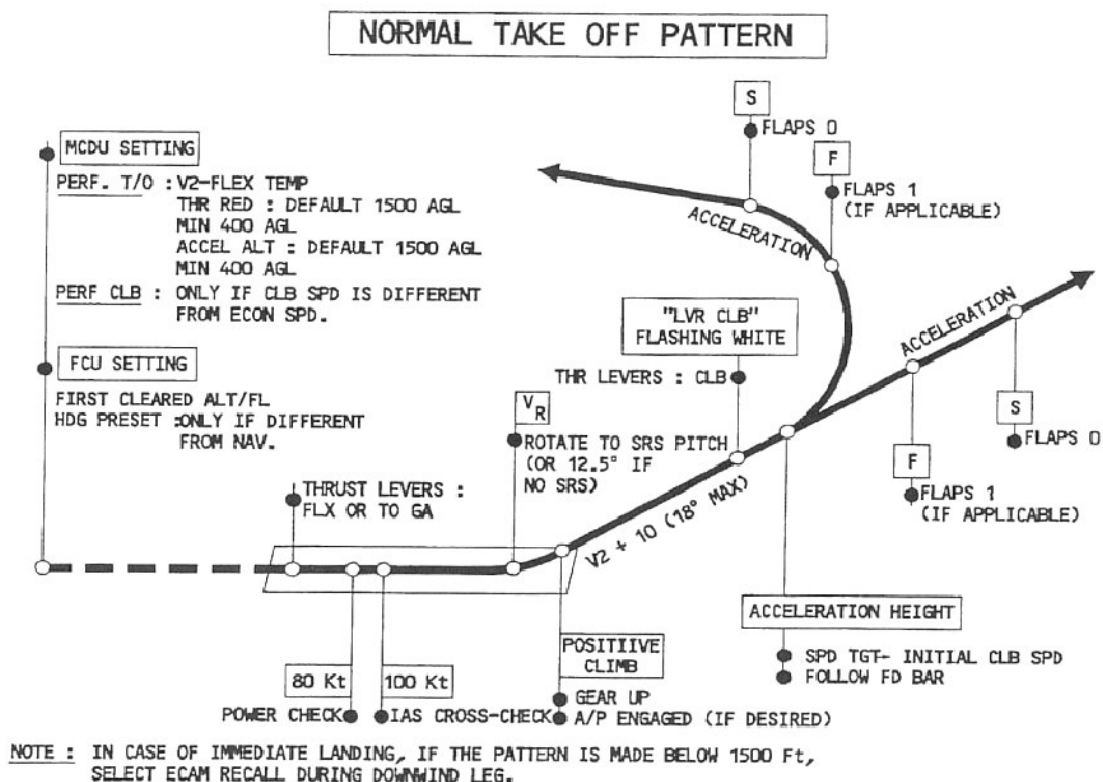 NORMAL TAKE OFF PATTERN
MCDU SETTING
PERF. T/O : V2-FLEX TEMP
THR RED : DEFAULT 1500 AGL
MIN 400 AGL
ACCEL ALT : DEFAULT 1500 AGL
MIN 400 AGL
PERF CLB : ONLY IF CLB SPD IS DIFFERENT
FROM ECON SPD.
FCU SETTING
FIRST CLEARED ALT/FL
HDG PRESET :ONLY IF DIFFERENT
FROM NAV.
THRUST LEVERS :
FLX OR TO GA
80 Kt
POWER CHECK
100 Kt
IAS CROSS-CHECK
VR
ROTATE TO SRS PITCH
(OR 12.5° IF
NO SRS)
POSITIIVE
CLIMB
GEAR UP
A/P ENGAGED (IF DESIRED)
V2 + 10 (18° MAX)
"LVR CLB"
FLASHING WHITE
THR LEVERS : CLB
ACCELERATION HEIGHT
SPD TGT- INITIAL CLB SPD
FOLLOW FD BAR
ACCELERATION
F
FLAPS 1
(IF APPLICABLE)
S
FLAPS 0
ACCELERATION
F
FLAPS 1
(IF APPLICABLE)
S
FLAPS 0
NOTE : IN CASE OF IMMEDIATE LANDING, IF THE PATTERN IS MADE BELOW 1500 Ft,
SELECT ECAM RECALL DURING DOWNWIND LEG.